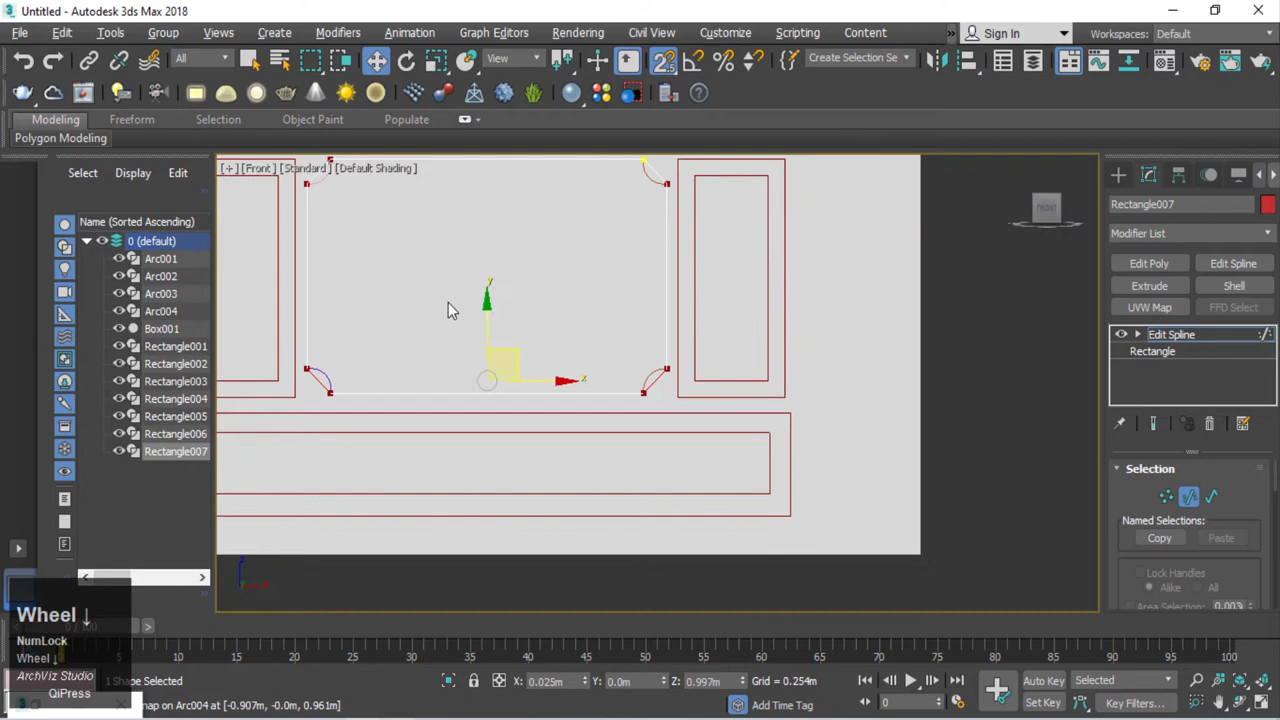 Untitled - Autodesk 3ds Max 2018
File Edit Tools Group Views Create Modifiers Animation Graph Editors Rendering Civil View Customize Scripting Content » Sign In Workspaces: Default
All View Create Selection Se
Modeling Freeform Selection Object Paint Populate
Polygon Modeling
Select Display Edit
[+] [Front] [Standard] [Default Shading]
FRONT
Name (Sorted Ascending)
0 (default)
Arc001
Arc002
Arc003
Arc004
Box001
Rectangle001
Rectangle002
Rectangle003
Rectangle004
Rectangle005
Rectangle006
Rectangle007
y
x
z
Rectangle007
Modifier List
Edit Poly Edit Spline
Extrude Shell
UVW Map FFD Select
Edit Spline
Rectangle
Selection
Named Selections:
Copy Paste
Lock Handles
Alike All
Area Selection:
Wheel ↓
NumLock
Wheel ↓
ArchViz Studio
QiPress
0 / 100
5 10 15 20 25 30 35 40 45 50 55 60 65 70 75 80 85 90 95 100
1 Shape Selected X: 0.025m Y: 0.0m Z: 0.997m Grid = 0.254m Auto Key Selected
nap on Arc004 at [-0.907m, -0.0m, 0.961m] Add Time Tag 0 Set Key Key Filters...